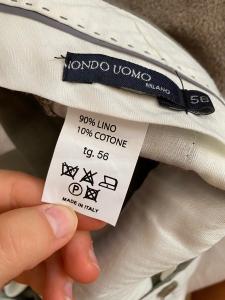 MONDO UOMO
MILANO
56
90% LINO
10% COTONE
tg. 56
P
MADE IN ITALY